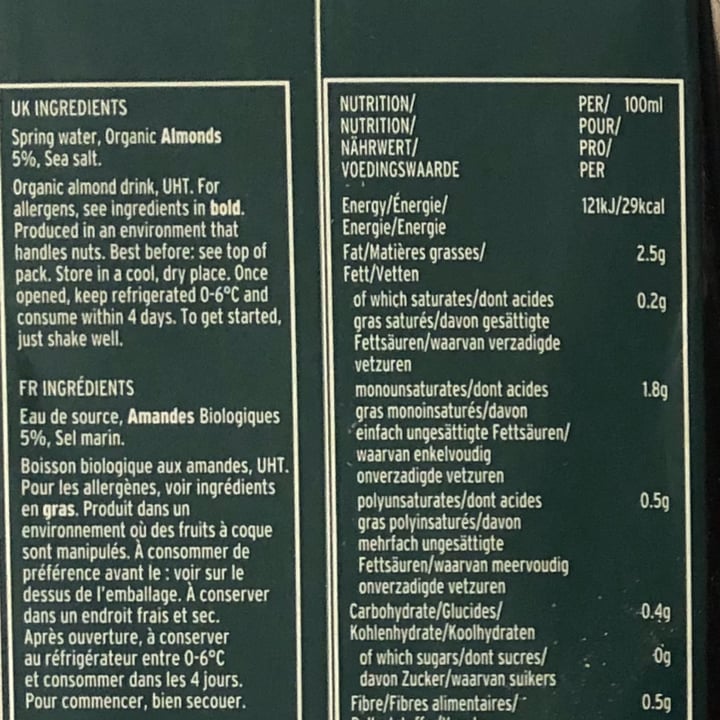 UK INGREDIENTS
Spring water, Organic Almonds
5%, Sea salt.
Organic almond drink, UHT. For
allergens, see ingredients in bold.
Produced in an environment that
handles nuts. Best before: see top of
pack. Store in a cool, dry place. Once
opened, keep refrigerated 0-6°C and
consume within 4 days. To get started,
just shake well.
FR INGRÉDIENTS
Eau de source, Amandes Biologiques
5%, Sel marin.
Boisson biologique aux amandes, UHT.
Pour les allergènes, voir ingrédients
en gras. Produit dans un
environnement où des fruits à coque
sont manipulés. À consommer de
préférence avant le : voir sur le
dessus de l'emballage. À conserver
dans un endroit frais et sec.
Après ouverture, à conserver
au réfrigérateur entre 0-6°C
et consommer dans les 4 jours.
Pour commencer, bien secouer.
NUTRITION/ PER/ 100ml
NUTRITION/ POUR/
NÄHRWERT/ PRO/
VOEDINGSWAARDE PER
Energy/Énergie/ 121kJ/29kcal
Energie/Energie
Fat/Matières grasses/ 2.5g
Fett/Vetten
of which saturates/dont acides 0.2g
gras saturés/davon gesättigte
Fettsäuren/waarvan verzadigde
vetzuren
monounsaturates/dont acides 1.8g
gras monoinsaturés/davon
einfach ungesättigte Fettsäuren/
waarvan enkelvoudig
onverzadigde vetzuren
polyunsaturates/dont acides 0.5g
gras polyinsaturés/davon
mehrfach ungesättigte
Fettsäuren/waarvan meervoudig
onverzadigde vetzuren
Carbohydrate/Glucides/ 0.4g
Kohlenhydrate/Koolhydraten
of which sugars/dont sucres/ 0g
davon Zucker/waarvan suikers
Fibre/Fibres alimentaires/ 0.5g